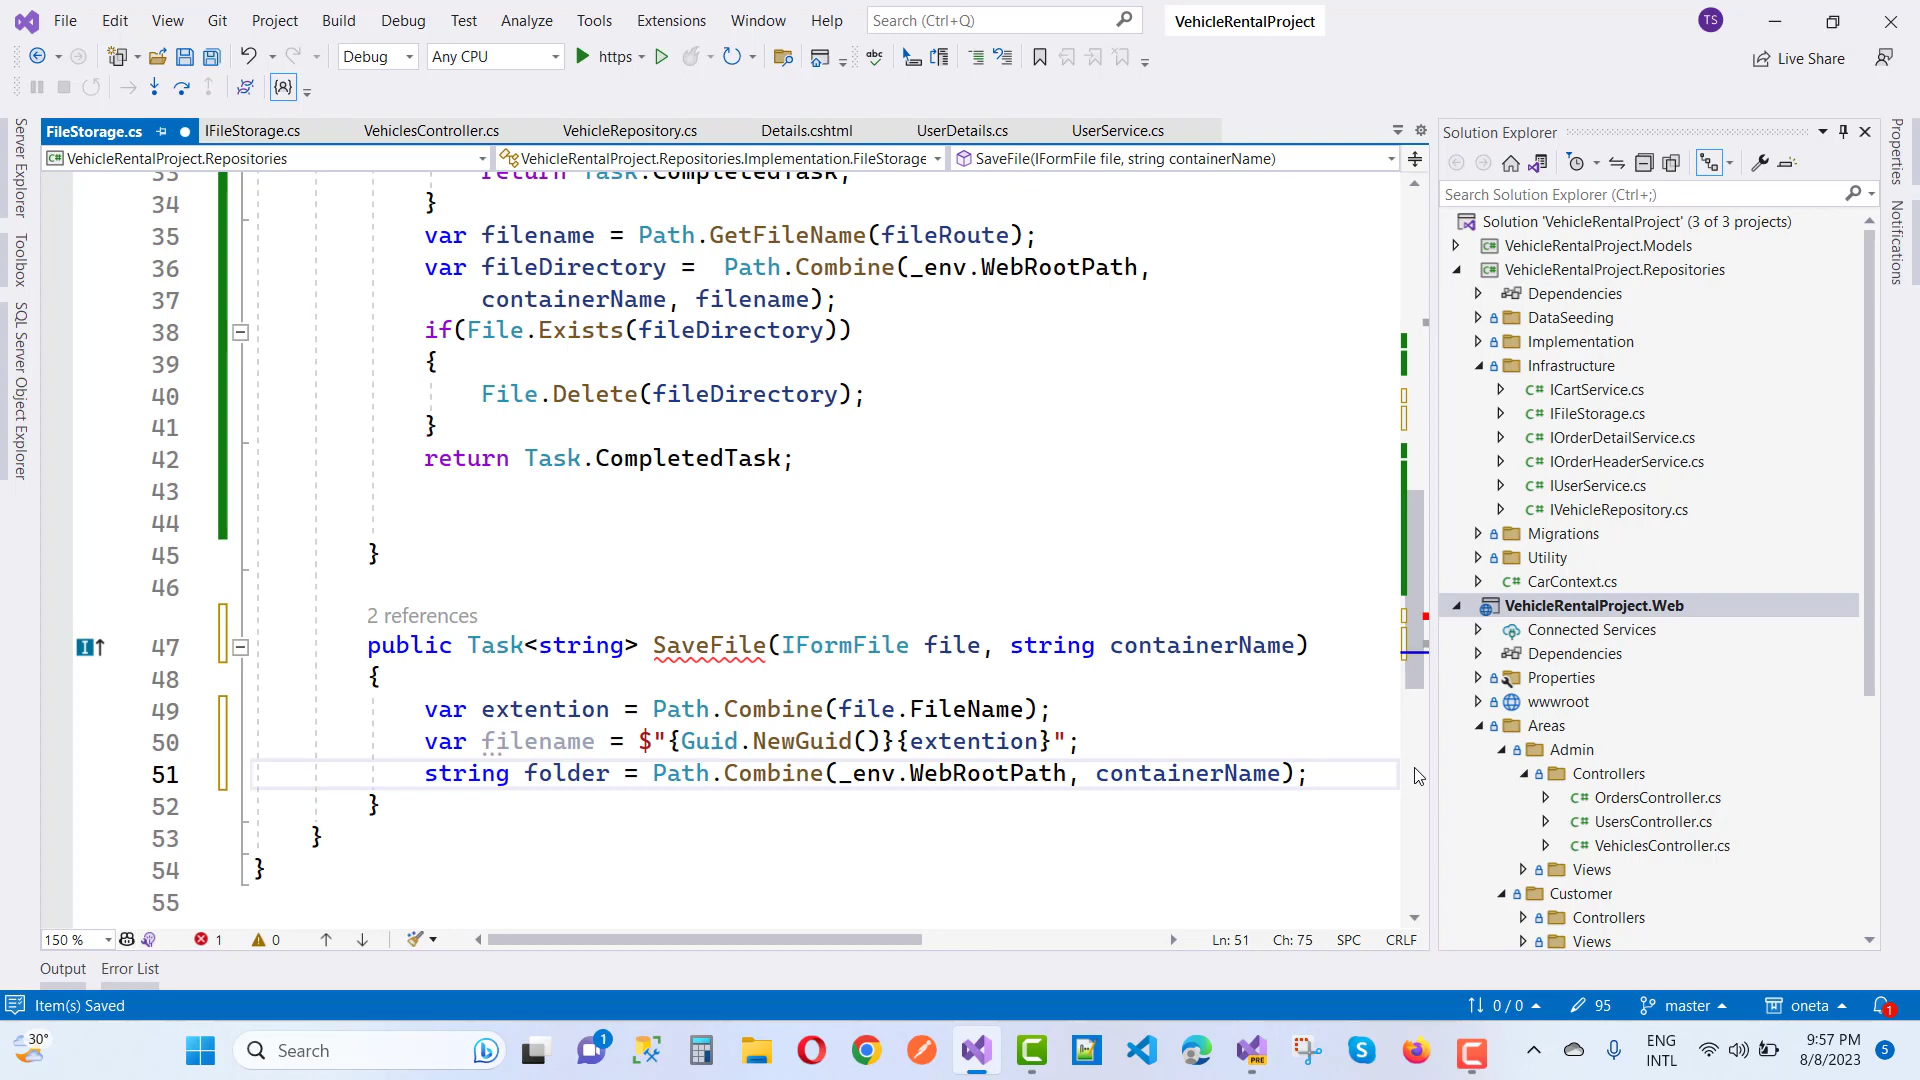 File Edit View Git Project Build Debug Test Analyze Tools Extensions Window Help Search (Ctrl+Q) VehicleRentalProject TS
Debug Any CPU https Live Share
FileStorage.cs IFileStorage.cs VehiclesController.cs VehicleRepository.cs Details.cshtml UserDetails.cs UserService.cs
VehicleRentalProject.Repositories VehicleRentalProject.Repositories.Implementation.FileStorage SaveFile(IFormFile file, string containerName)
33 return Task.CompletedTask;
34 }
35 var filename = Path.GetFileName(fileRoute);
36 var fileDirectory =  Path.Combine(_env.WebRootPath,
37 containerName, filename);
38 if(File.Exists(fileDirectory))
39 {
40 File.Delete(fileDirectory);
41 }
42 return Task.CompletedTask;
43
44
45 }
46
2 references
47 public Task<string> SaveFile(IFormFile file, string containerName)
48 {
49 var extention = Path.Combine(file.FileName);
50 var filename = $"{Guid.NewGuid()}{extention}";
51 string folder = Path.Combine(_env.WebRootPath, containerName);
52 }
53 }
54 }
55
150 % 1 0 Ln: 51 Ch: 75 SPC CRLF
Output Error List
Item(s) Saved 0 / 0 95 master oneta 1
Server Explorer
Toolbox
SQL Server Object Explorer
Solution Explorer
Search Solution Explorer (Ctrl+;)
Solution 'VehicleRentalProject' (3 of 3 projects)
VehicleRentalProject.Models
VehicleRentalProject.Repositories
Dependencies
DataSeeding
Implementation
Infrastructure
ICartService.cs
IFileStorage.cs
IOrderDetailService.cs
IOrderHeaderService.cs
IUserService.cs
IVehicleRepository.cs
Migrations
Utility
CarContext.cs
VehicleRentalProject.Web
Connected Services
Dependencies
Properties
wwwroot
Areas
Admin
Controllers
OrdersController.cs
UsersController.cs
VehiclesController.cs
Views
Customer
Controllers
Views
Properties
Notifications
30° Search 1 PRE ENG INTL 9:57 PM 8/8/2023 5